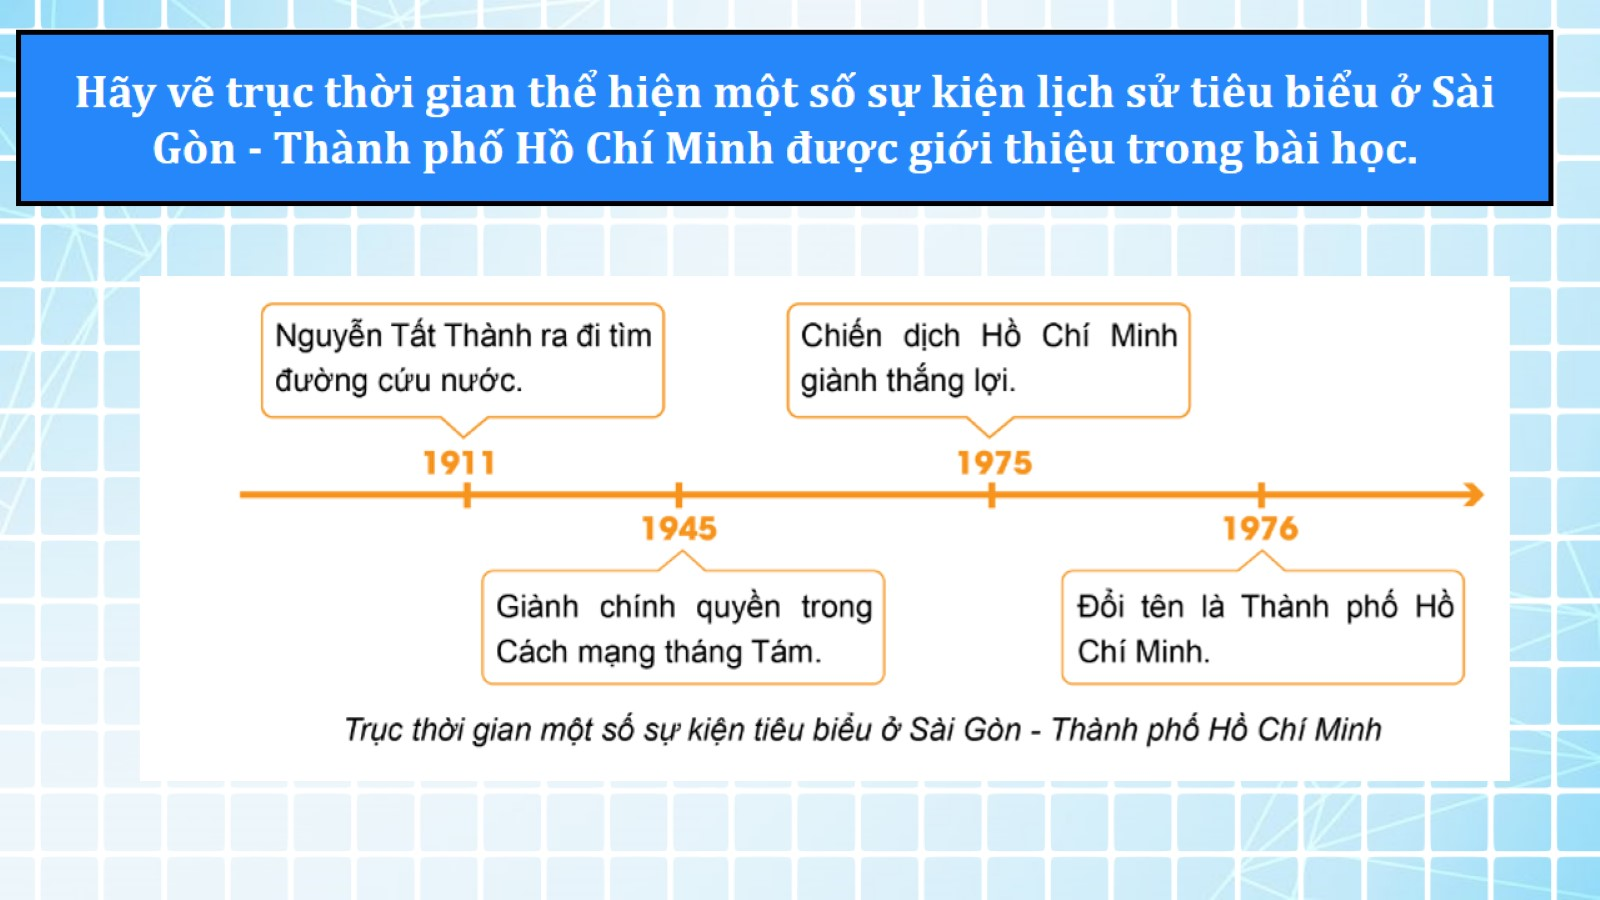 Hãy vẽ trục thời gian thể hiện một số sự kiện lịch sử tiêu biểu ở Sài
Gòn - Thành phố Hồ Chí Minh được giới thiệu trong bài học.
Nguyễn Tất Thành ra đi tìm
đường cứu nước.
Chiến dịch Hồ Chí Minh
giành thắng lợi.
1911
1975
1945
1976
Giành chính quyền trong
Cách mạng tháng Tám.
Đổi tên là Thành phố Hồ
Chí Minh.
Trục thời gian một số sự kiện tiêu biểu ở Sài Gòn - Thành phố Hồ Chí Minh